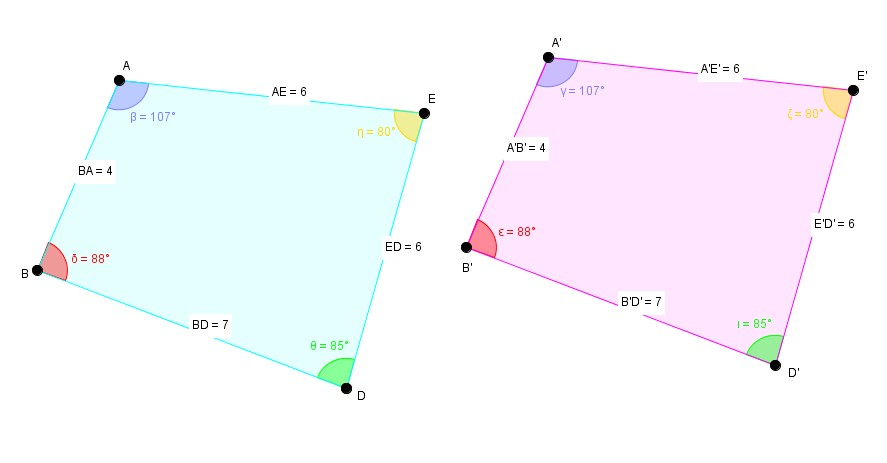 A
AE = 6
E
β = 107°
η = 80°
BA = 4
δ = 88°
B
ED = 6
BD = 7
θ = 85°
D
A'
A'E' = 6
E'
γ = 107°
ζ = 80°
A'B' = 4
ε = 88°
B'
E'D' = 6
B'D' = 7
ι = 85°
D'